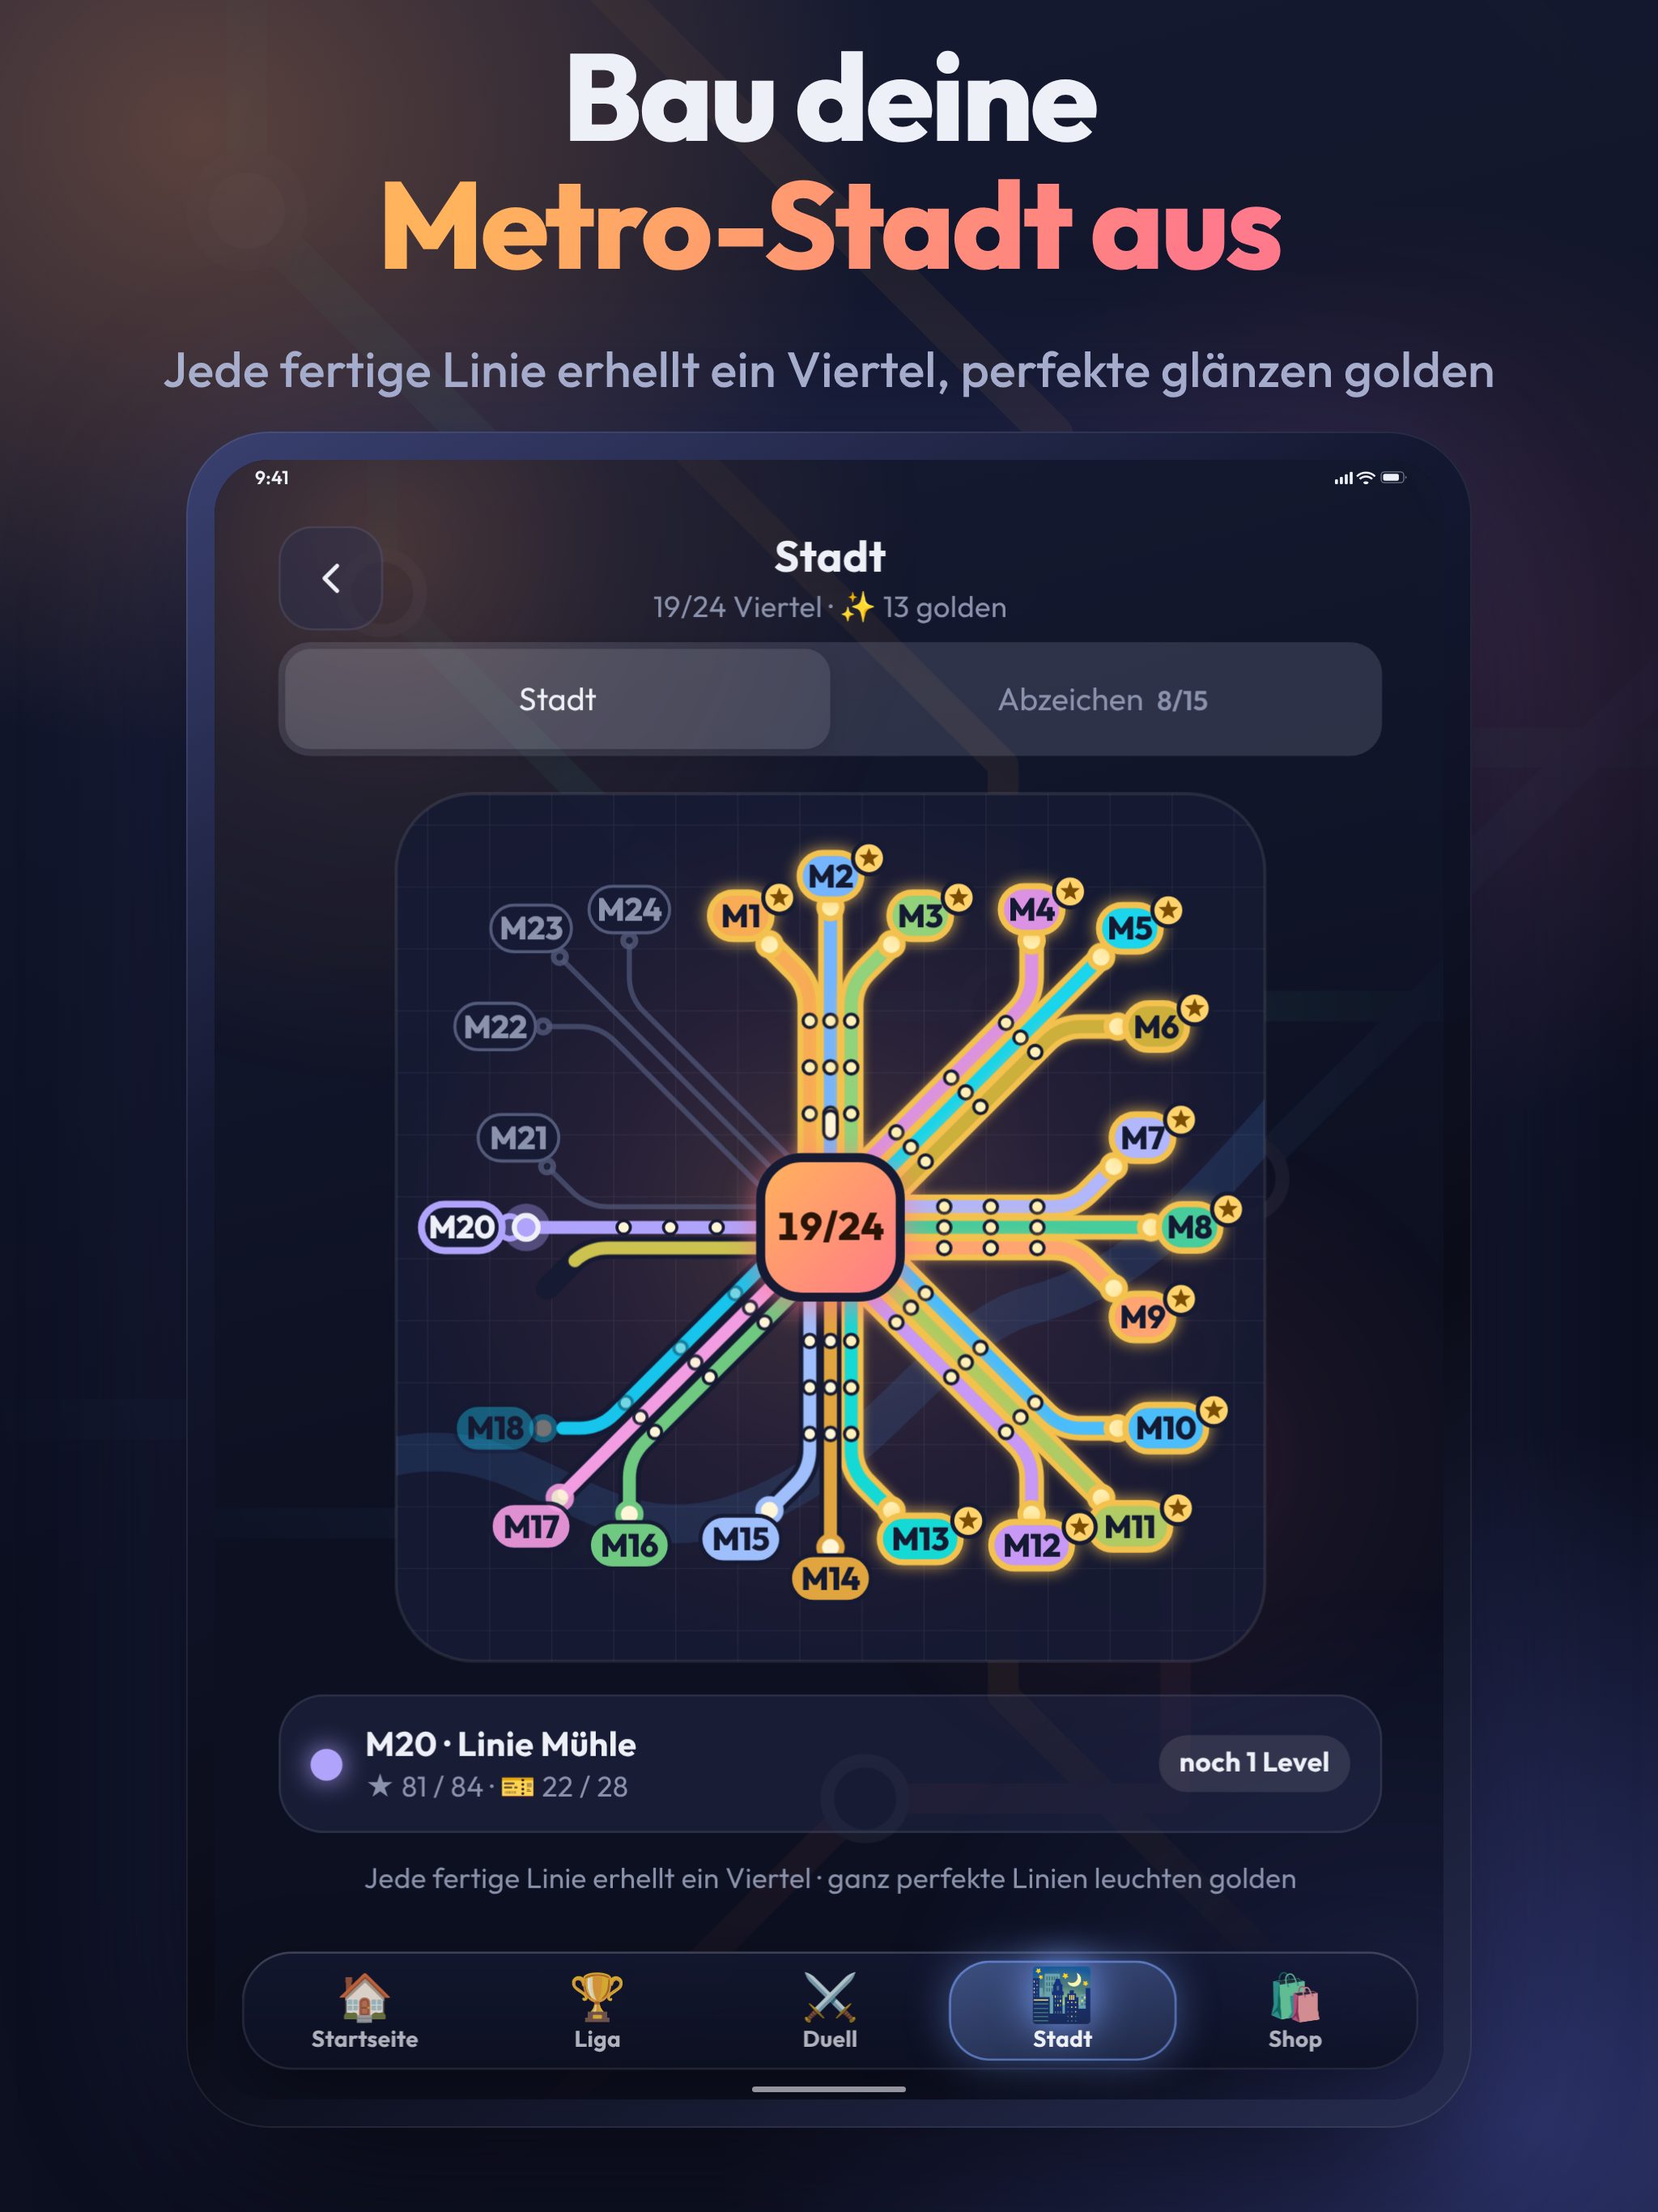 Bau deine
Metro-Stadt aus
Jede fertige Linie erhellt ein Viertel, perfekte glänzen golden
9:41
Stadt
19/24 Viertel · ✨ 13 golden
Stadt
Abzeichen 8/15
M1
M2
M3
M4
M5
M6
M7
M8
M9
M10
M11
M12
M13
M14
M15
M16
M17
M18
M20
M21
M22
M23
M24
19/24
M20 · Linie Mühle
★ 81 / 84 · 🎫 22 / 28
noch 1 Level
Jede fertige Linie erhellt ein Viertel · ganz perfekte Linien leuchten golden
Startseite
Liga
Duell
Stadt
Shop